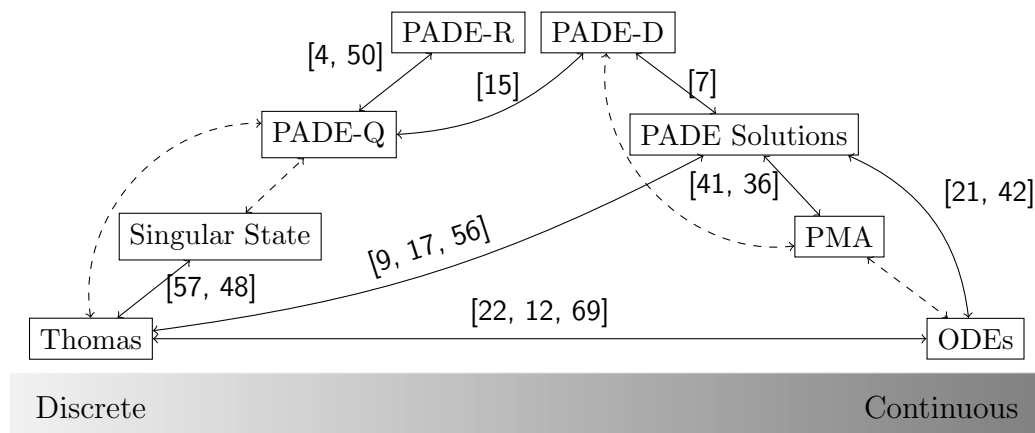 PADE-R PADE-D
[4, 50]
[15] [7]
PADE-Q PADE Solutions
[41, 36] [21, 42]
Singular State PMA
[9, 17, 56]
[57, 48]
[22, 12, 69]
Thomas ODEs
Discrete Continuous